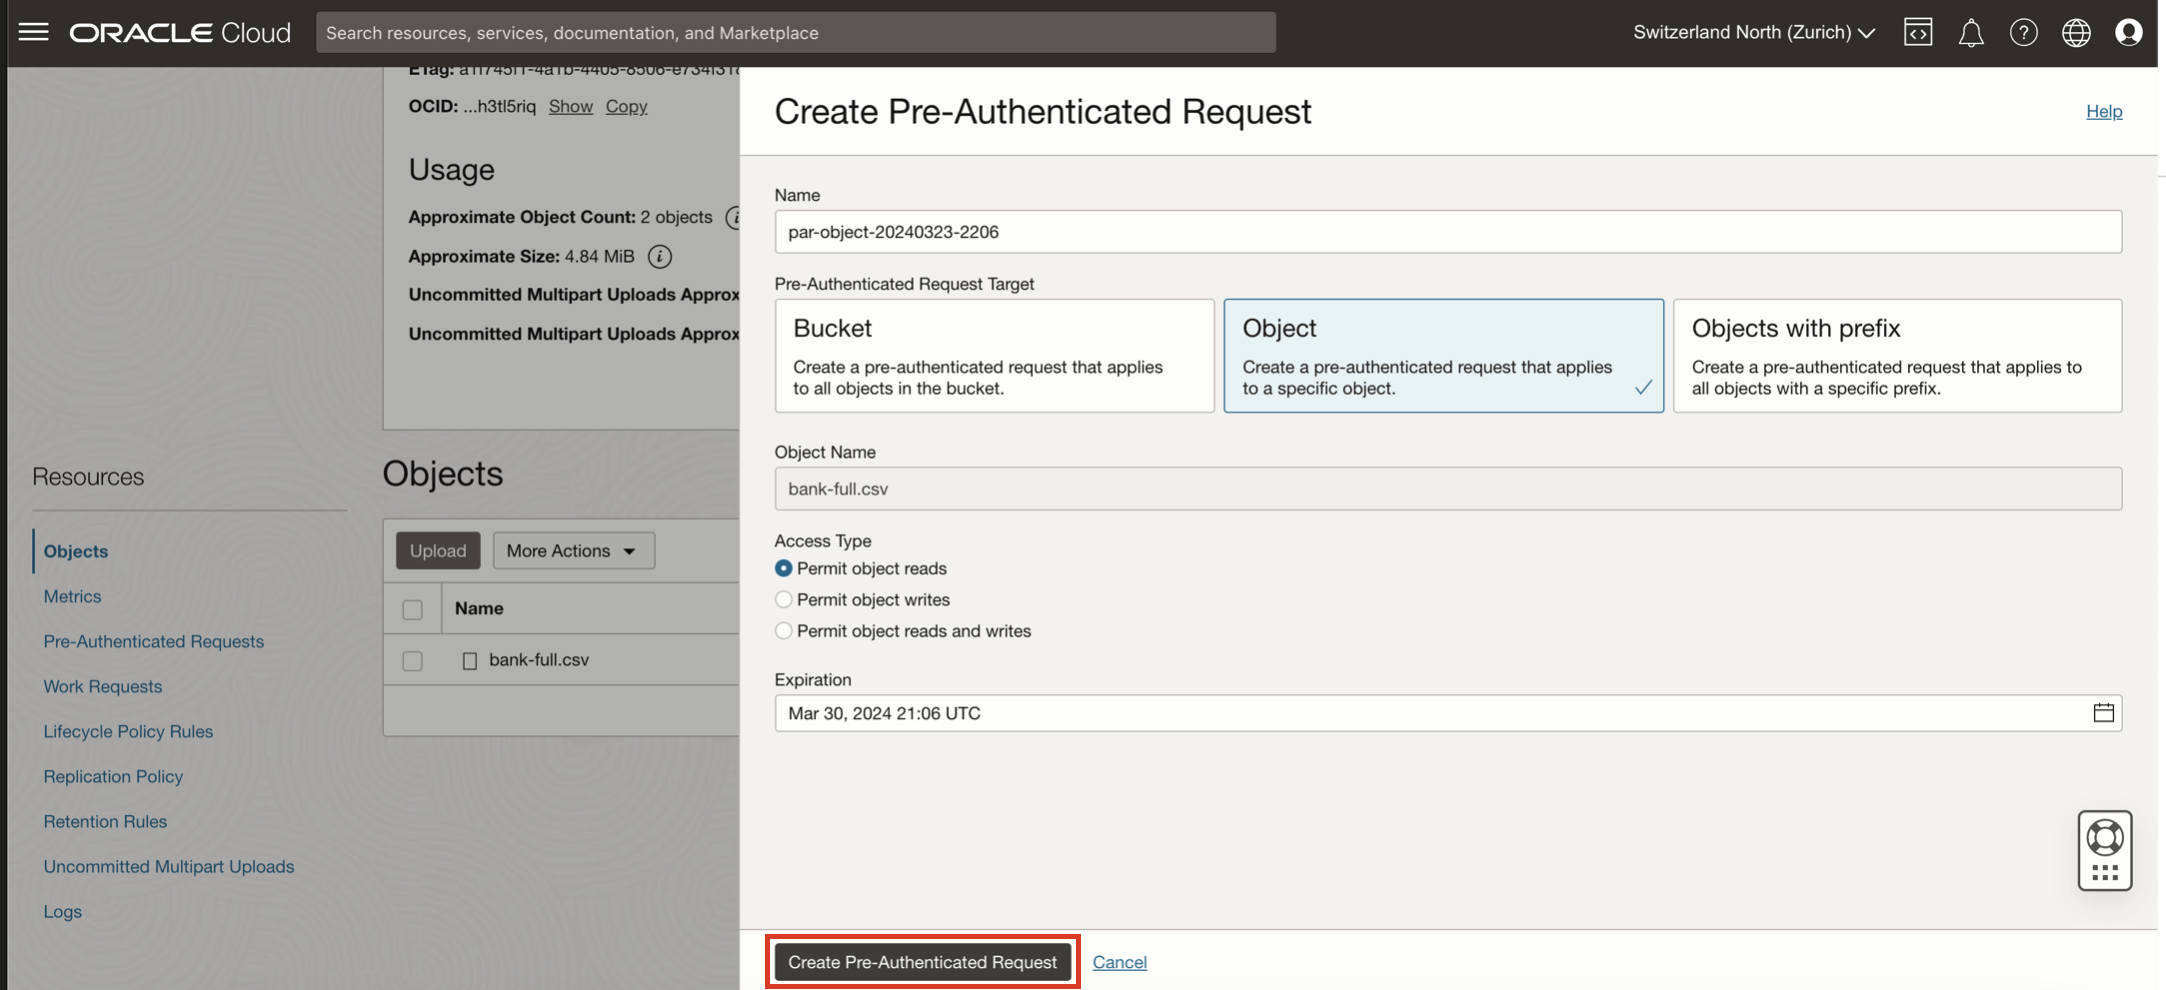 ORACLE Cloud
Search resources, services, documentation, and Marketplace
Switzerland North (Zurich)
OCID: ...h3tl5riq Show Copy
Usage
Approximate Object Count: 2 objects
Approximate Size: 4.84 MiB
Uncommitted Multipart Uploads Approx
Uncommitted Multipart Uploads Approx
Resources
Objects
Metrics
Pre-Authenticated Requests
Work Requests
Lifecycle Policy Rules
Replication Policy
Retention Rules
Uncommitted Multipart Uploads
Logs
Objects
Upload More Actions
Name
bank-full.csv
Create Pre-Authenticated Request
Help
Name
par-object-20240323-2206
Pre-Authenticated Request Target
Bucket
Create a pre-authenticated request that applies
to all objects in the bucket.
Object
Create a pre-authenticated request that applies
to a specific object.
Objects with prefix
Create a pre-authenticated request that applies to
all objects with a specific prefix.
Object Name
bank-full.csv
Access Type
Permit object reads
Permit object writes
Permit object reads and writes
Expiration
Mar 30, 2024 21:06 UTC
Create Pre-Authenticated Request Cancel